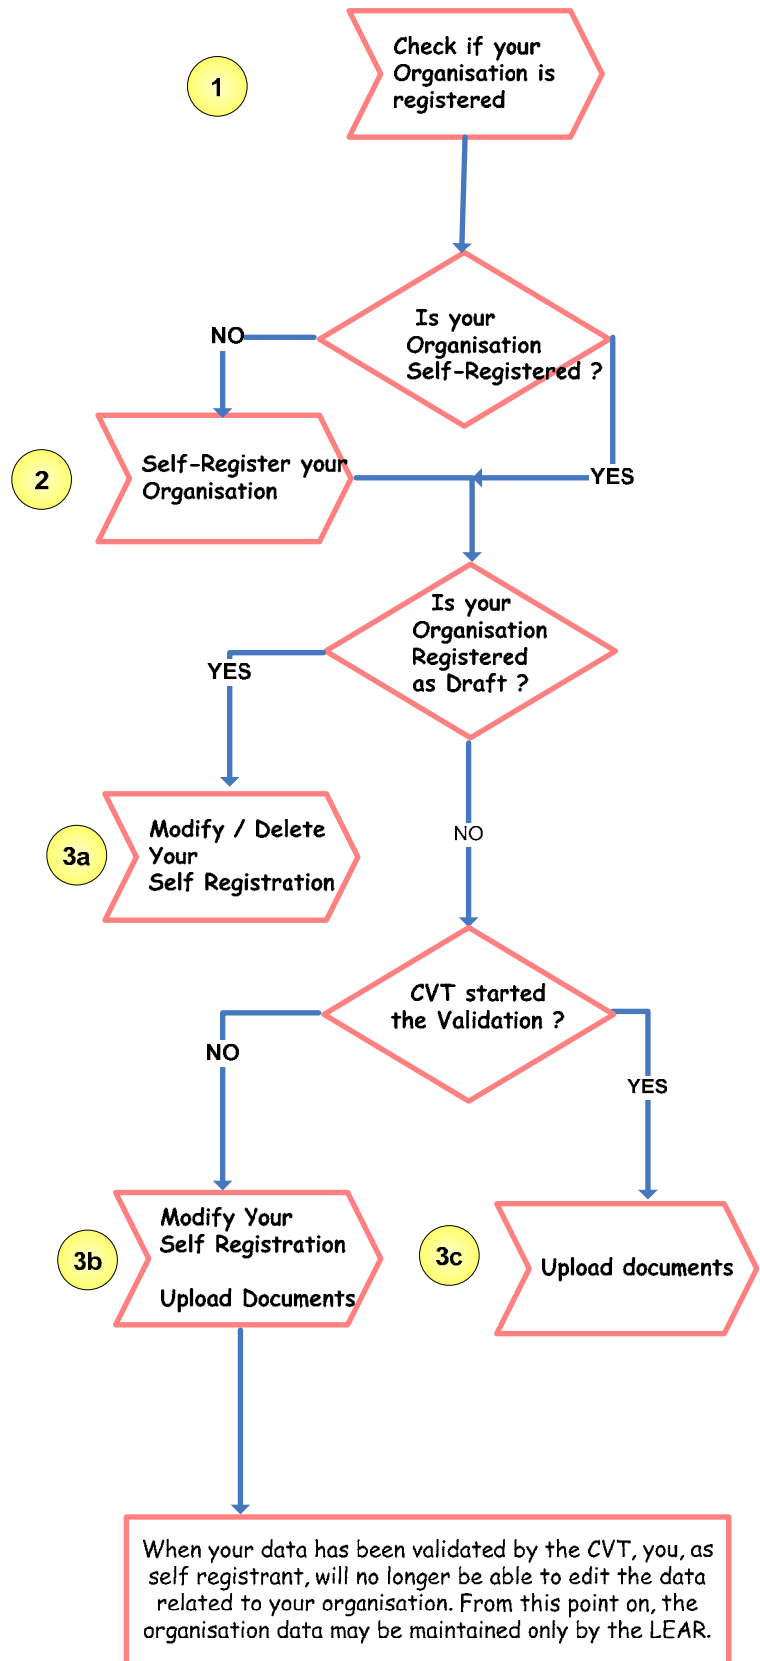 1
Check if your
Organisation is
registered
Is your
Organisation
Self-Registered ?
NO
YES
2
Self-Register your
Organisation
Is your
Organisation
Registered
as Draft ?
YES
NO
3a
Modify / Delete
Your
Self Registration
CVT started
the Validation ?
NO
YES
3b
Modify Your
Self Registration
Upload Documents
3c
Upload documents
When your data has been validated by the CVT, you, as
self registrant, will no longer be able to edit the data
related to your organisation. From this point on, the
organisation data may be maintained only by the LEAR.